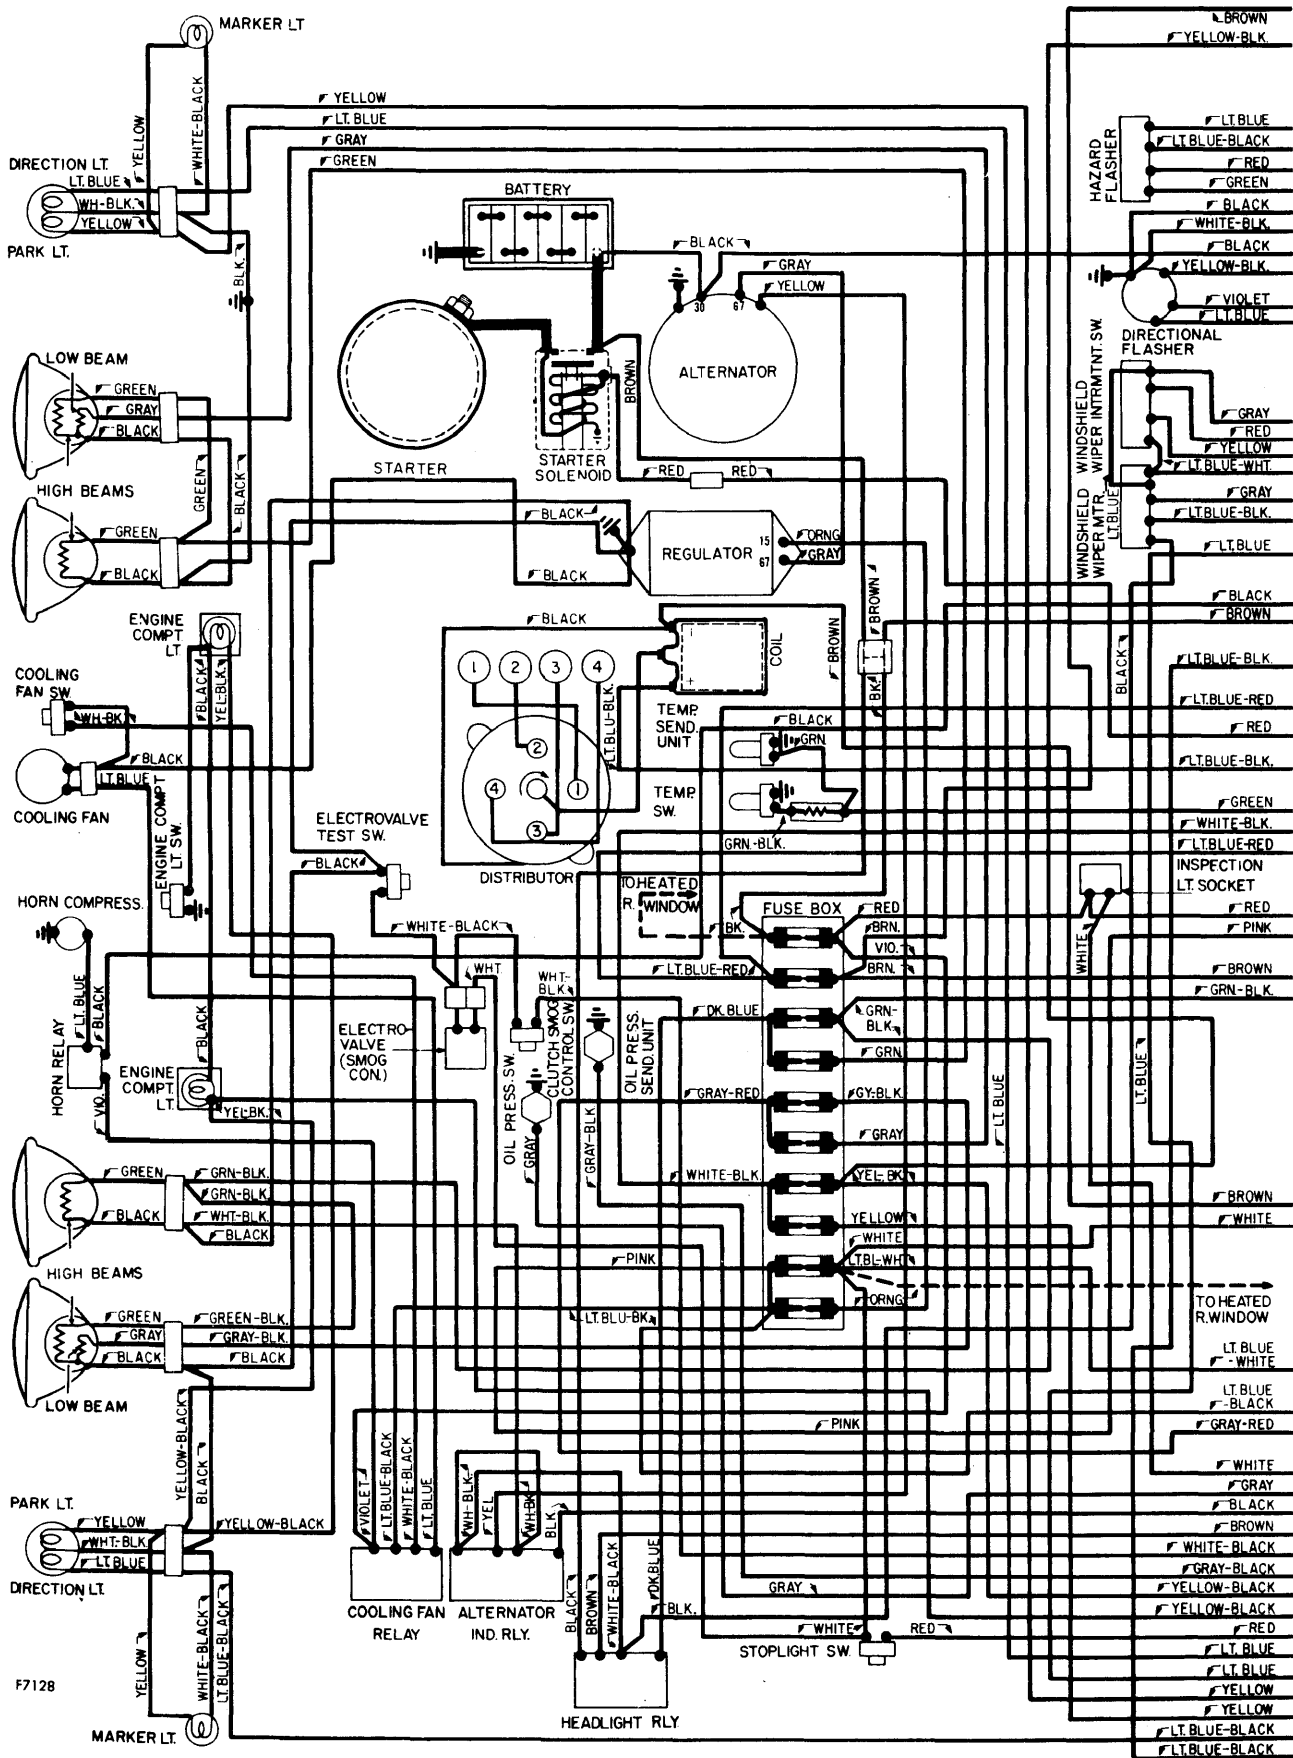 MARKER LT
BROWN
YELLOW-BLK.
YELLOW
WHITE-BLACK
YELLOW
LT. BLUE
GRAY
GREEN
DIRECTION LT.
LT. BLUE
WH-BLK.
YELLOW
PARK LT.
BLK.
BATTERY
BLACK
GRAY
YELLOW
30
67
ALTERNATOR
HAZARD
FLASHER
LT. BLUE
LT. BLUE-BLACK
RED
GREEN
BLACK
WHITE-BLK.
BLACK
YELLOW-BLK.
VIOLET
LT. BLUE
DIRECTIONAL
FLASHER
LOW BEAM
GREEN
GRAY
BLACK
HIGH BEAMS
GREEN
BLACK
GREEN
BLACK
STARTER
STARTER
SOLENOID
BROWN
RED
RED
WINDSHIELD
WIPER INTRMTNT. SW.
WINDSHIELD
WIPER MTR.
LT. BLUE
GRAY
RED
YELLOW
LT. BLUE-WHT.
GRAY
LT. BLUE-BLK.
LT. BLUE
BLACK
REGULATOR
15
67
ORNG
GRAY
BLACK
BLACK
BROWN
ENGINE
COMPT.
LT.
BLACK
YEL-BLK.
COOLING
FAN SW.
WH-BK
BLACK
LT. BLUE
COOLING FAN
ENGINE COMPT
LT. SW.
BLACK
COIL
+
BROWN
BROWN
BK.
1
2
3
4
2
4
1
3
DISTRIBUTOR
LT. BLU-BLK.
TEMP.
SEND.
UNIT
BLACK
GRN
TEMP.
SW.
GRN.-BLK.
BLACK
LT. BLUE-BLK.
LT. BLUE-RED
RED
LT. BLUE-BLK.
GREEN
WHITE-BLK.
LT. BLUE-RED
INSPECTION
LT. SOCKET
RED
PINK
WHITE
BROWN
GRN-BLK.
ELECTROVALVE
TEST SW.
BLACK
TO HEATED
R. WINDOW
FUSE BOX
BK.
RED
BRN.
VIO.
BRN.
LT. BLUE-RED
HORN COMPRESS.
LT. BLUE
BLACK
HORN RELAY
VIO.
BLACK
WHITE-BLACK
WHT.
ELECTRO-
VALVE
(SMOG
CON.)
WHT-
BLK
CLUTCH SMOG
CONTROL SW.
OIL PRESS. SW.
GRAY
OIL PRESS.
SEND. UNIT
GRAY-BLK
DK. BLUE
GRN-
BLK.
GRN
GRAY-RED
GY-BLK.
GRAY
WHITE-BLK.
YEL-BK.
YELLOW
WHITE
PINK
LT. BL-WH
ORNG
LT. BLU-BK.
LT. BLUE
LT. BLUE
BROWN
WHITE
TO HEATED
R. WINDOW
ENGINE
COMPT.
LT.
YEL-BK.
GREEN
GRN-BLK.
GRN-BLK.
BLACK
WHT-BLK.
BLACK
HIGH BEAMS
GREEN
GREEN-BLK.
GRAY
GRAY-BLK.
BLACK
BLACK
LOW BEAM
LT. BLUE
-WHITE
LT. BLUE
-BLACK
GRAY-RED
PINK
WHITE
GRAY
BLACK
BROWN
WHITE-BLACK
GRAY-BLACK
YELLOW-BLACK
YELLOW-BLACK
RED
LT. BLUE
LT. BLUE
YELLOW
YELLOW
LT. BLUE-BLACK
LT. BLUE-BLACK
YELLOW-BLACK
BLACK
PARK LT.
YELLOW
YELLOW-BLACK
WHT-BLK
LT. BLUE
DIRECTION LT.
VIOLET
LT. BLUE-BLACK
WHITE-BLACK
LT. BLUE
COOLING FAN
RELAY
WH-BLK.
YEL
WH-BK
BLK.
ALTERNATOR
IND. RLY.
BLACK
BROWN
WHITE-BLACK
DK. BLUE
BLK.
HEADLIGHT RLY.
GRAY
WHITE
RED
STOPLIGHT SW.
YELLOW
WHITE-BLACK
LT. BLUE-BLACK
MARKER LT.
F7128